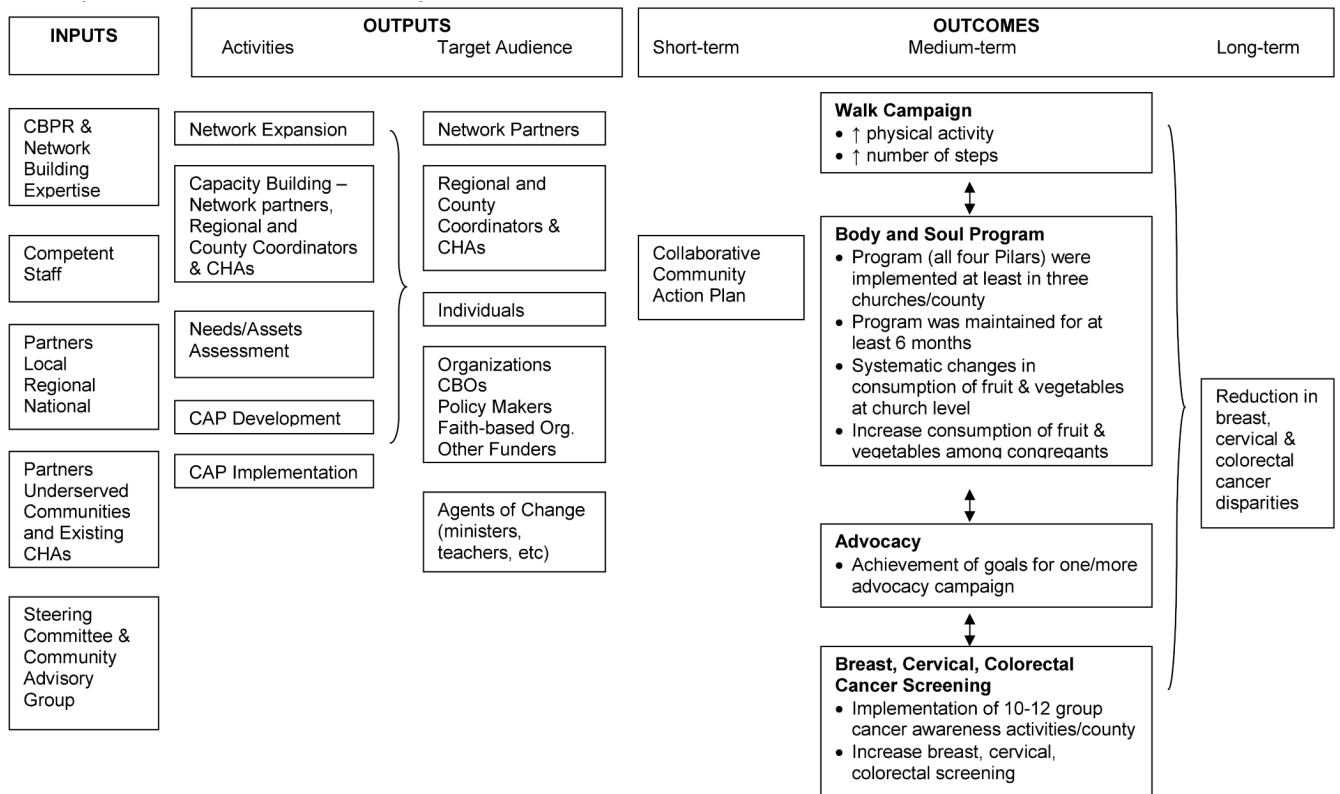 INPUTS
OUTPUTS
Activities
Target Audience
OUTCOMES
Short-term
Medium-term
Long-term
CBPR &
Network
Building
Expertise
Competent
Staff
Partners
Local
Regional
National
Partners
Underserved
Communities
and Existing
CHAs
Steering
Committee &
Community
Advisory
Group
Network Expansion
Capacity Building –
Network partners,
Regional and
County Coordinators
& CHAs
Needs/Assets
Assessment
CAP Development
CAP Implementation
Network Partners
Regional and
County
Coordinators &
CHAs
Individuals
Organizations
CBOs
Policy Makers
Faith-based Org.
Other Funders
Agents of Change
(ministers,
teachers, etc)
Collaborative
Community
Action Plan
Walk Campaign
• ↑ physical activity
• ↑ number of steps
Body and Soul Program
• Program (all four Pilars) were
implemented at least in three
churches/county
• Program was maintained for at
least 6 months
• Systematic changes in
consumption of fruit & vegetables
at church level
• Increase consumption of fruit &
vegetables among congregants
Advocacy
• Achievement of goals for one/more
advocacy campaign
Breast, Cervical, Colorectal
Cancer Screening
• Implementation of 10-12 group
cancer awareness activities/county
• Increase breast, cervical,
colorectal screening
Reduction in
breast,
cervical &
colorectal
cancer
disparities